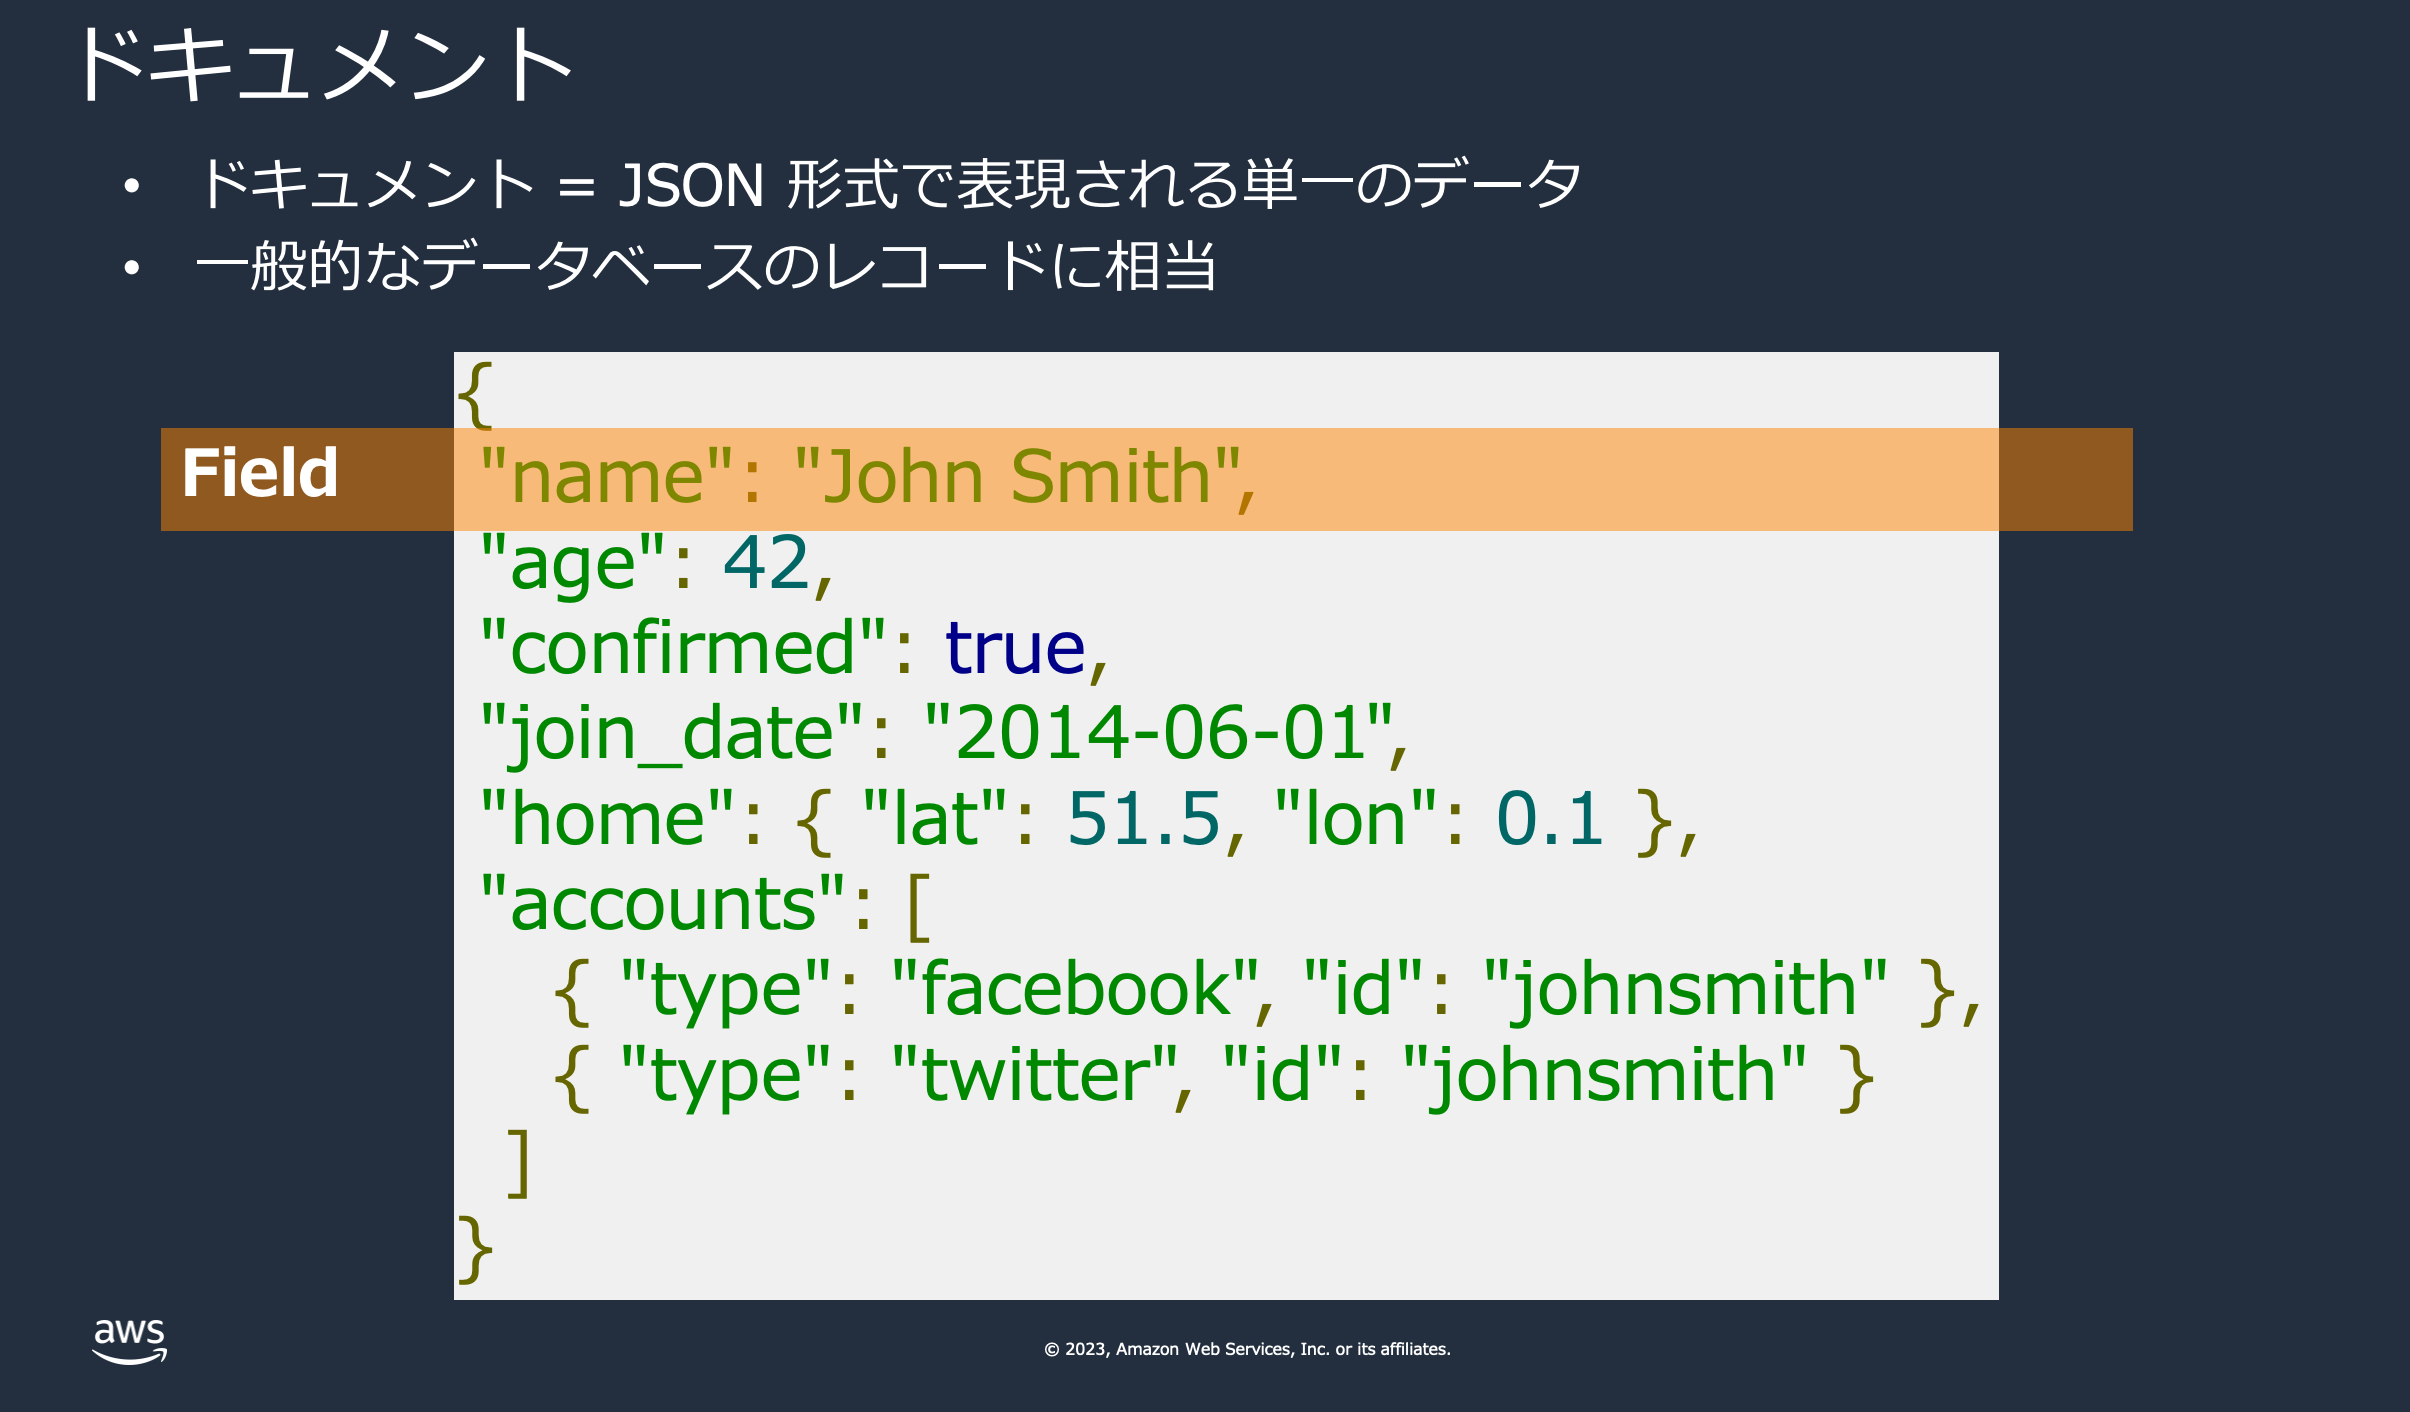 ドキュメント
• ドキュメント = JSON 形式で表現される単一のデータ
• 一般的なデータベースのレコードに相当
{
Field "name": "John Smith",
"age": 42,
"confirmed": true,
"join_date": "2014-06-01",
"home": { "lat": 51.5, "lon": 0.1 },
"accounts": [
{ "type": "facebook", "id": "johnsmith" },
{ "type": "twitter", "id": "johnsmith" }
]
}
aws
© 2023, Amazon Web Services, Inc. or its affiliates.